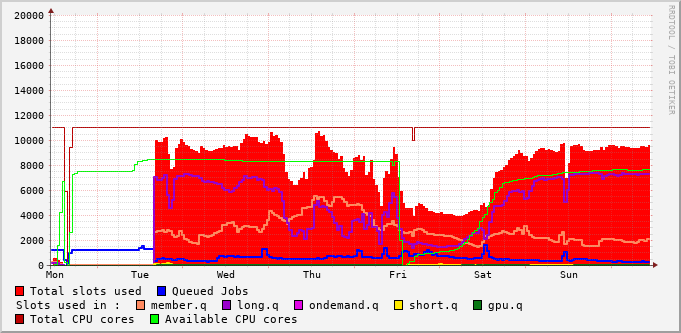 20000
18000
16000
14000
12000
10000
8000
6000
4000
2000
0
Mon Tue Wed Thu Fri Sat Sun
RRDTOOL / TOBI OETIKER
Total slots used Queued Jobs
Slots used in : member.q long.q ondemand.q short.q gpu.q
Total CPU cores Available CPU cores